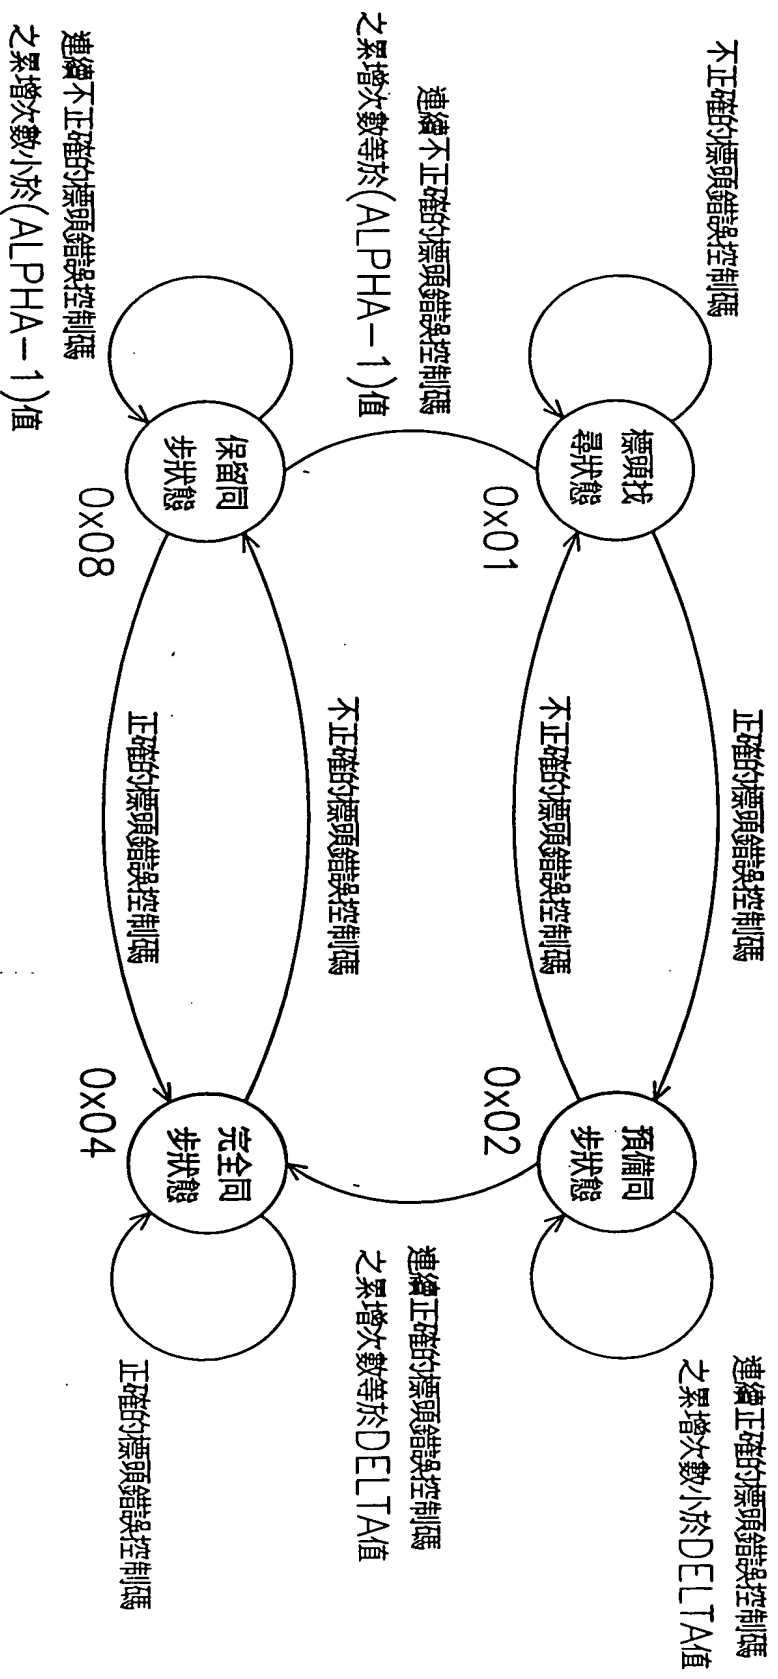 不正確的標頭錯誤控制碼
標頭找
尋狀態
0x01
正確的標頭錯誤控制碼
不正確的標頭錯誤控制碼
預備同
步狀態
0x02
連續正確的標頭錯誤控制碼
之累增次數小於DELTA值
連續不正確的標頭錯誤控制碼
之累增次數等於(ALPHA-1)值
連續正確的標頭錯誤控制碼
之累增次數等於DELTA值
連續不正確的標頭錯誤控制碼
之累增次數小於(ALPHA-1)值
保留同
步狀態
0x08
不正確的標頭錯誤控制碼
正確的標頭錯誤控制碼
完全同
步狀態
0x04
正確的標頭錯誤控制碼